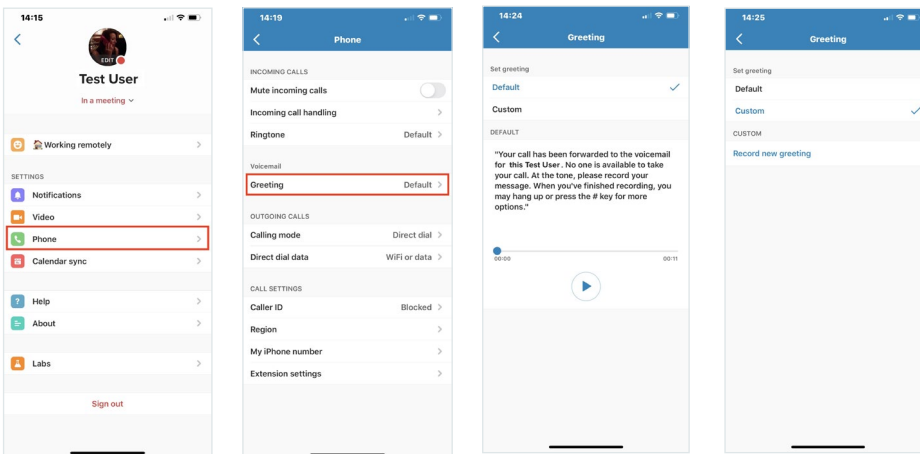 14:15
EDIT
Test User
In a meeting
Working remotely
SETTINGS
Notifications
Video
Phone
Calendar sync
Help
About
Labs
Sign out
14:19
Phone
INCOMING CALLS
Mute incoming calls
Incoming call handling
Ringtone Default
Voicemail
Greeting Default
OUTGOING CALLS
Calling mode Direct dial
Direct dial data WiFi or data
CALL SETTINGS
Caller ID Blocked
Region
My iPhone number
Extension settings
14:24
Greeting
Set greeting
Default
Custom
DEFAULT
"Your call has been forwarded to the voicemail
for this Test User. No one is available to take
your call. At the tone, please record your
message. When you've finished recording, you
may hang up or press the # key for more
options."
00:00 00:11
14:25
Greeting
Set greeting
Default
Custom
CUSTOM
Record new greeting